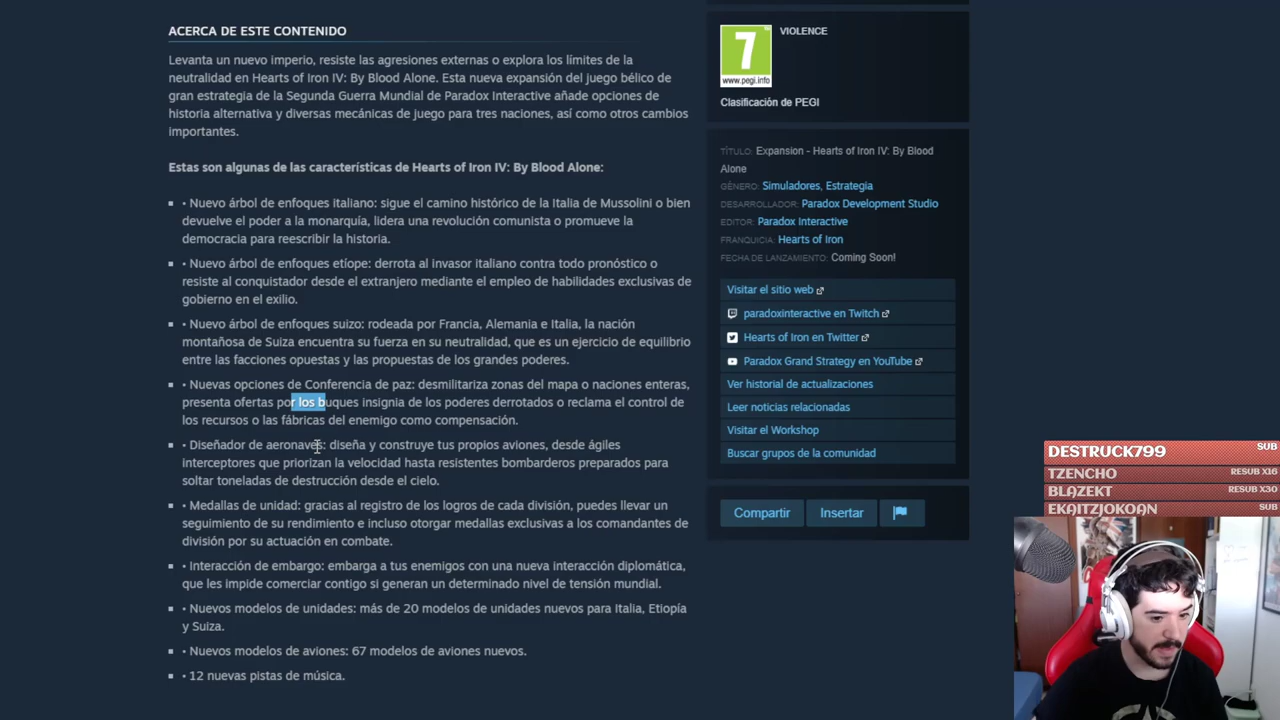 ACERCA DE ESTE CONTENIDO
Levanta un nuevo imperio, resiste las agresiones externas o explora los límites de la
neutralidad en Hearts of Iron IV: By Blood Alone. Esta nueva expansión del juego bélico de
gran estrategia de la Segunda Guerra Mundial de Paradox Interactive añade opciones de
historia alternativa y diversas mecánicas de juego para tres naciones, así como otros cambios
importantes.
Estas son algunas de las características de Hearts of Iron IV: By Blood Alone:
• Nuevo árbol de enfoques italiano: sigue el camino histórico de la Italia de Mussolini o bien
devuelve el poder a la monarquía, lidera una revolución comunista o promueve la
democracia para reescribir la historia.
• Nuevo árbol de enfoques etíope: derrota al invasor italiano contra todo pronóstico o
resiste al conquistador desde el extranjero mediante el empleo de habilidades exclusivas de
gobierno en el exilio.
• Nuevo árbol de enfoques suizo: rodeada por Francia, Alemania e Italia, la nación
montañosa de Suiza encuentra su fuerza en su neutralidad, que es un ejercicio de equilibrio
entre las facciones opuestas y las propuestas de los grandes poderes.
• Nuevas opciones de Conferencia de paz: desmilitariza zonas del mapa o naciones enteras,
presenta ofertas por los buques insignia de los poderes derrotados o reclama el control de
los recursos o las fábricas del enemigo como compensación.
• Diseñador de aeronaves: diseña y construye tus propios aviones, desde ágiles
interceptores que priorizan la velocidad hasta resistentes bombarderos preparados para
soltar toneladas de destrucción desde el cielo.
• Medallas de unidad: gracias al registro de los logros de cada división, puedes llevar un
seguimiento de su rendimiento e incluso otorgar medallas exclusivas a los comandantes de
división por su actuación en combate.
• Interacción de embargo: embarga a tus enemigos con una nueva interacción diplomática,
que les impide comerciar contigo si generan un determinado nivel de tensión mundial.
• Nuevos modelos de unidades: más de 20 modelos de unidades nuevos para Italia, Etiopía
y Suiza.
• Nuevos modelos de aviones: 67 modelos de aviones nuevos.
• 12 nuevas pistas de música.
7
www.pegi.info
VIOLENCE
Clasificación de PEGI
TÍTULO: Expansion - Hearts of Iron IV: By Blood
Alone
GÉNERO: Simuladores, Estrategia
DESARROLLADOR: Paradox Development Studio
EDITOR: Paradox Interactive
FRANQUICIA: Hearts of Iron
FECHA DE LANZAMIENTO: Coming Soon!
Visitar el sitio web
paradoxinteractive en Twitch
Hearts of Iron en Twitter
Paradox Grand Strategy en YouTube
Ver historial de actualizaciones
Leer noticias relacionadas
Visitar el Workshop
Buscar grupos de la comunidad
Compartir
Insertar
DESTRUCK799 SUB
TZENCHO RESUB X16
BLAZEKT RESUB X30
EKAITZJOKOAN SUB